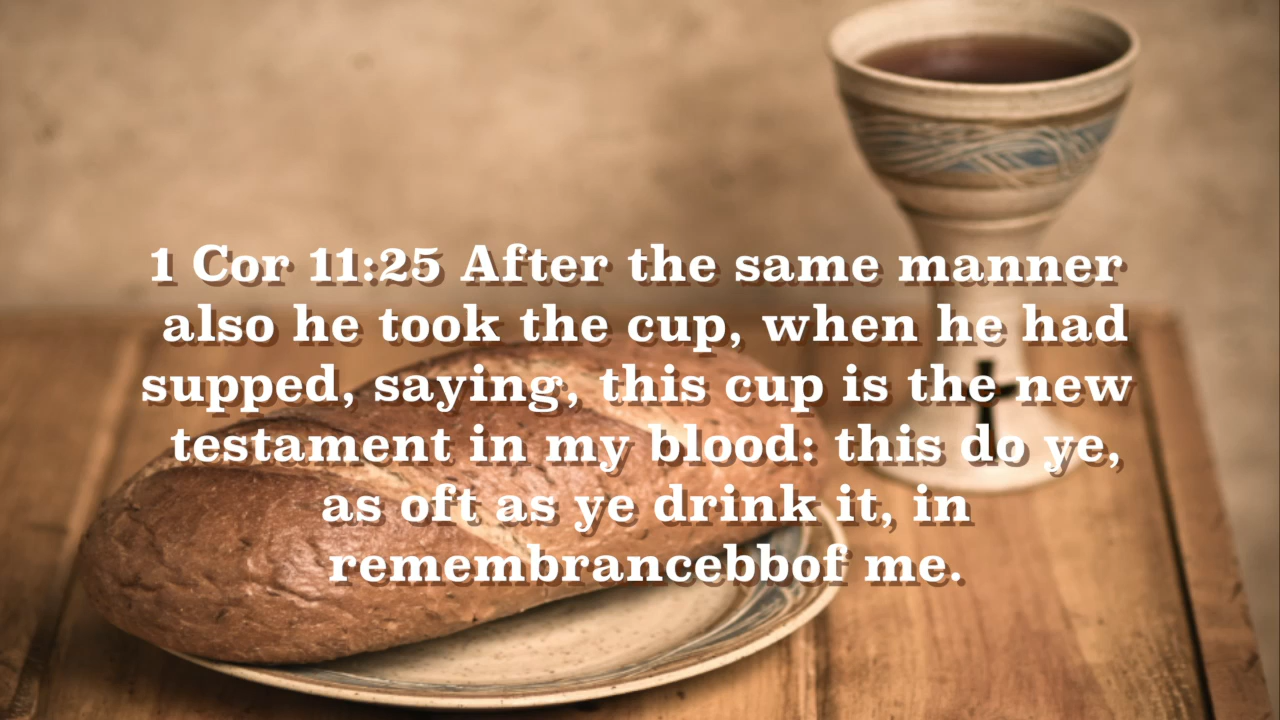 1 Cor 11:25 After the same manner
also he took the cup, when he had
supped, saying, this cup is the new
testament in my blood: this do ye,
as oft as ye drink it, in
remembrancebbof me.